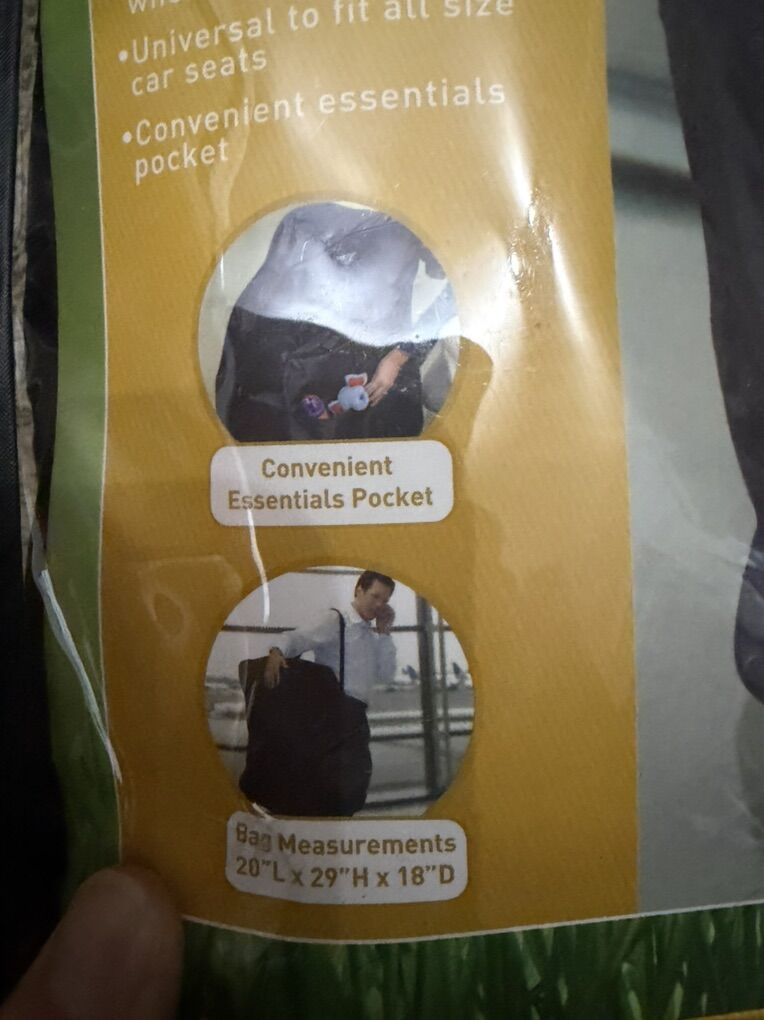 •Universal to fit all size
car seats
•Convenient essentials
pocket
Convenient
Essentials Pocket
Bag Measurements
20"L x 29"H x 18"D